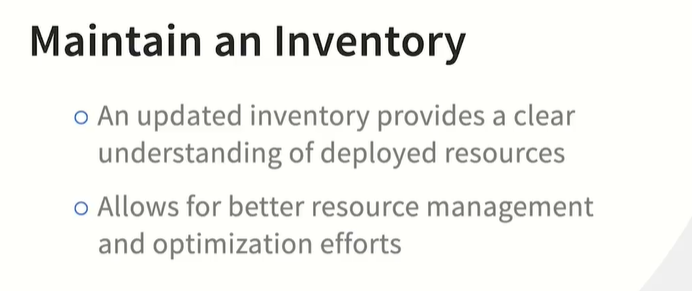 Maintain an Inventory
An updated inventory provides a clear
understanding of deployed resources
Allows for better resource management
and optimization efforts